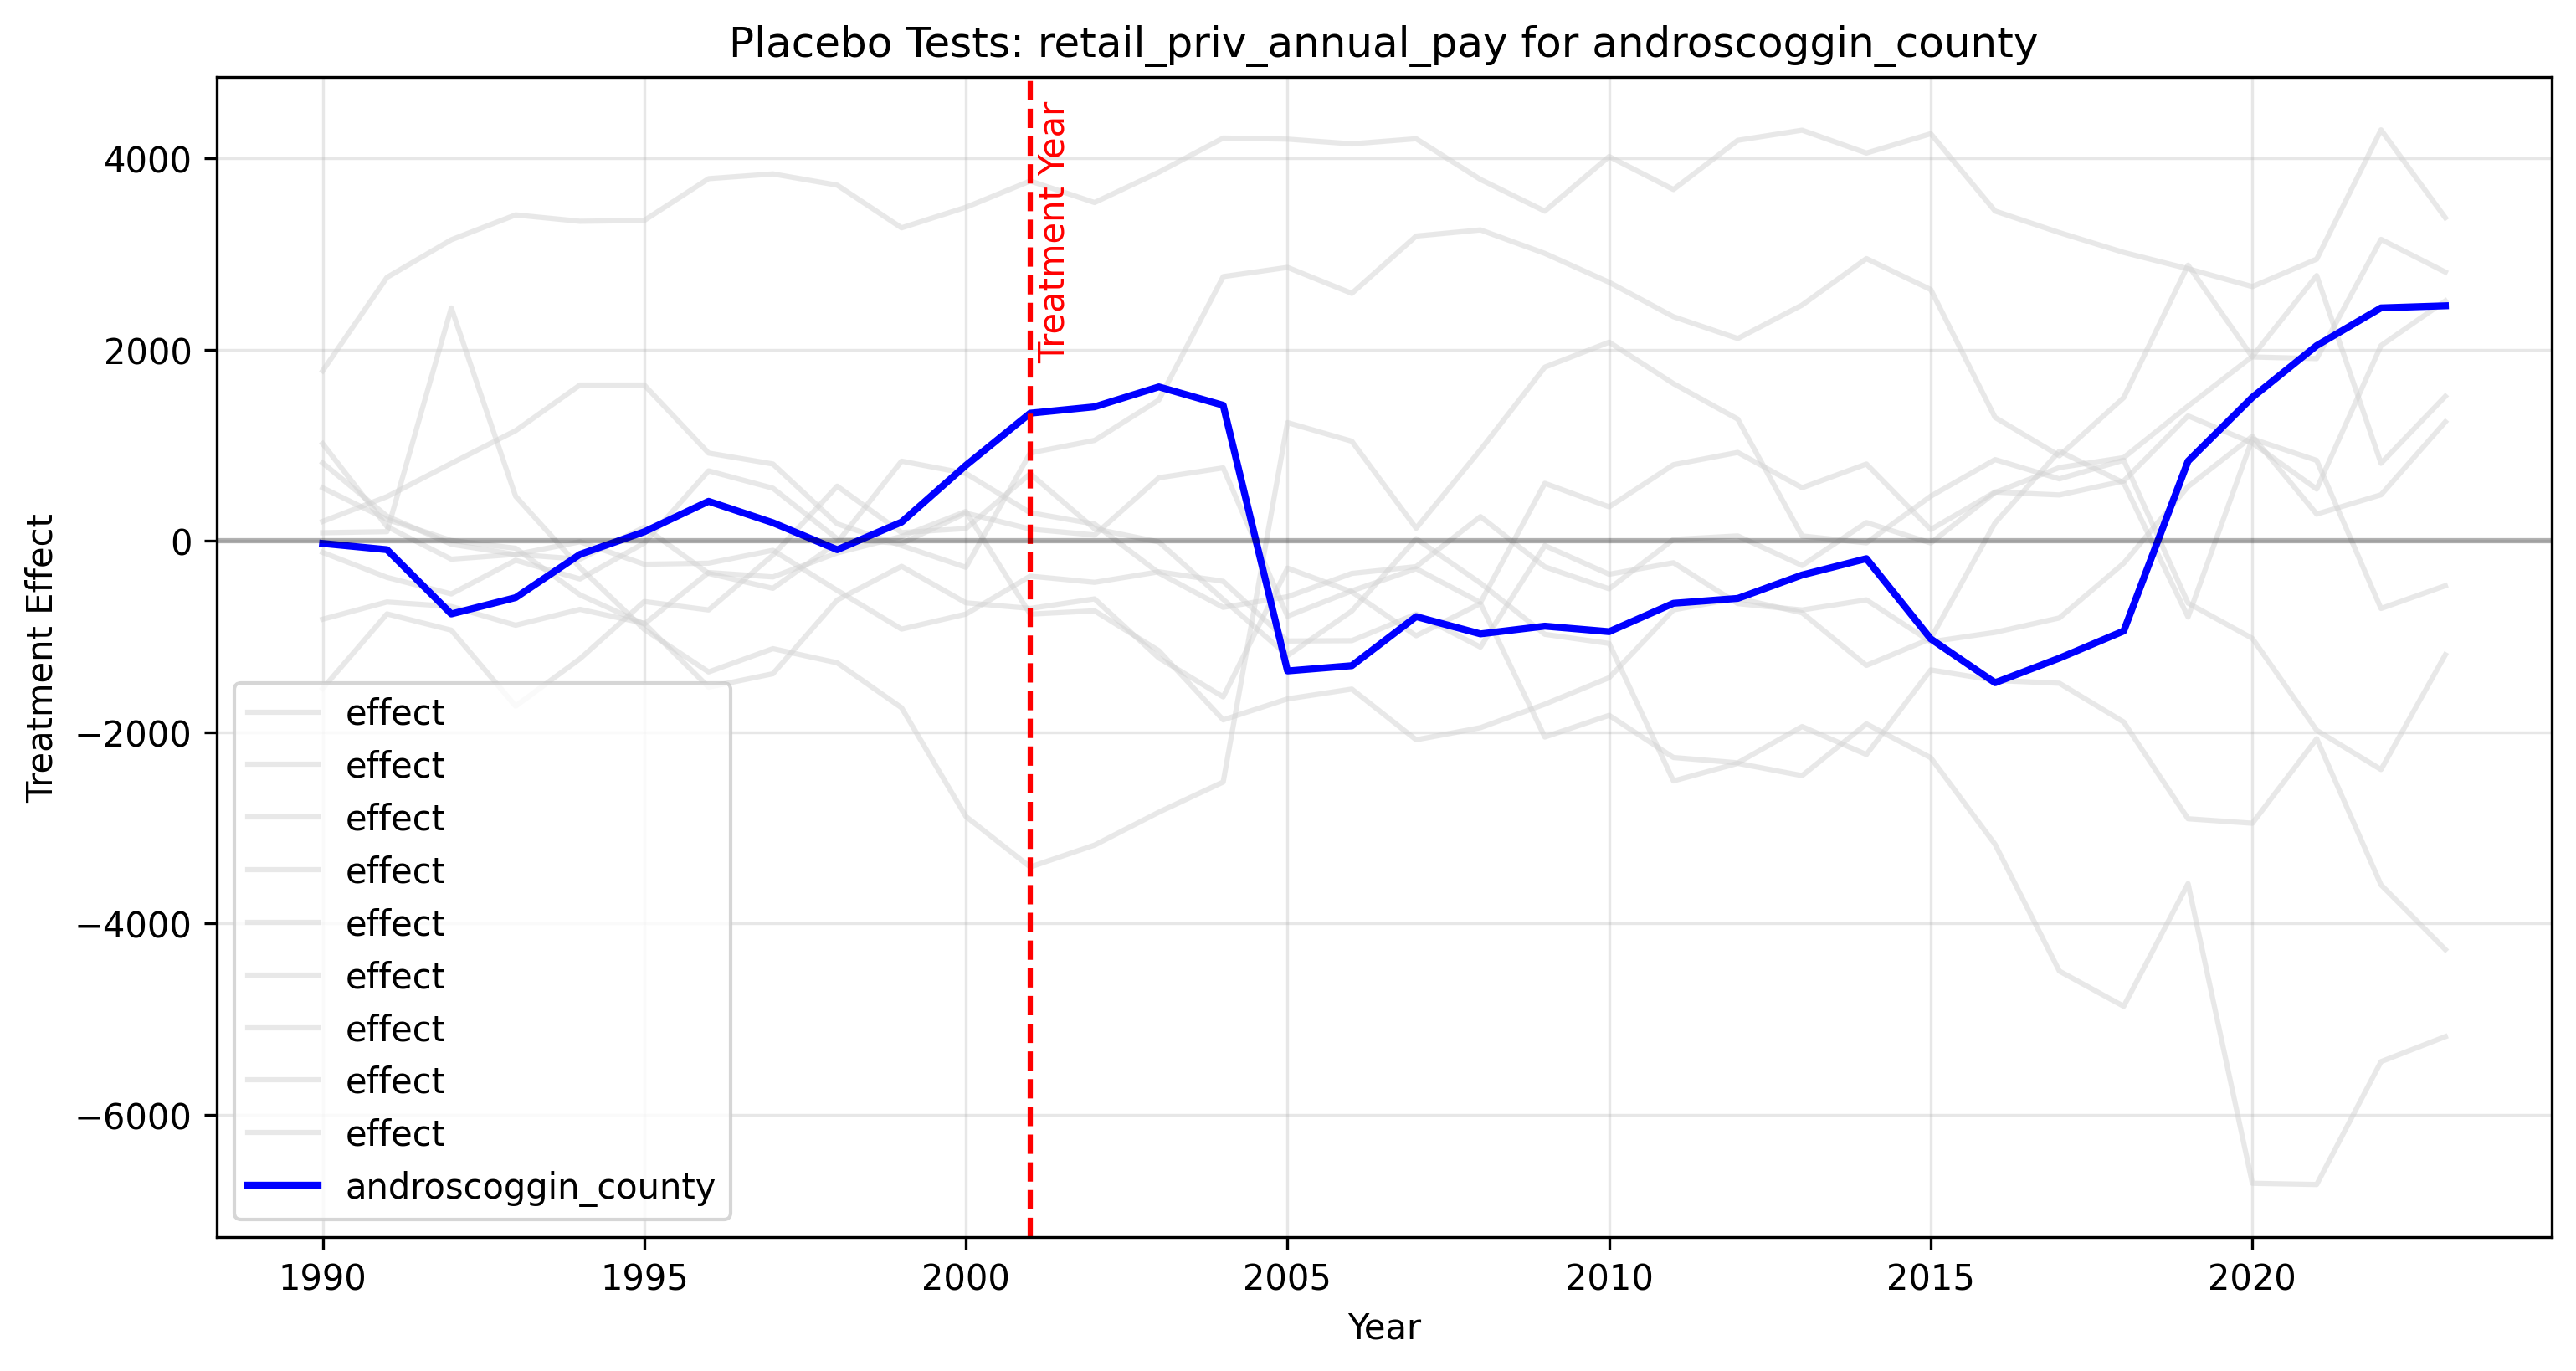 Placebo Tests: retail_priv_annual_pay for androscoggin_county
Treatment Effect
4000
2000
0
−2000
−4000
−6000
Treatment Year
effect
effect
effect
effect
effect
effect
effect
effect
effect
androscoggin_county
1990
1995
2000
2005
2010
2015
2020
Year